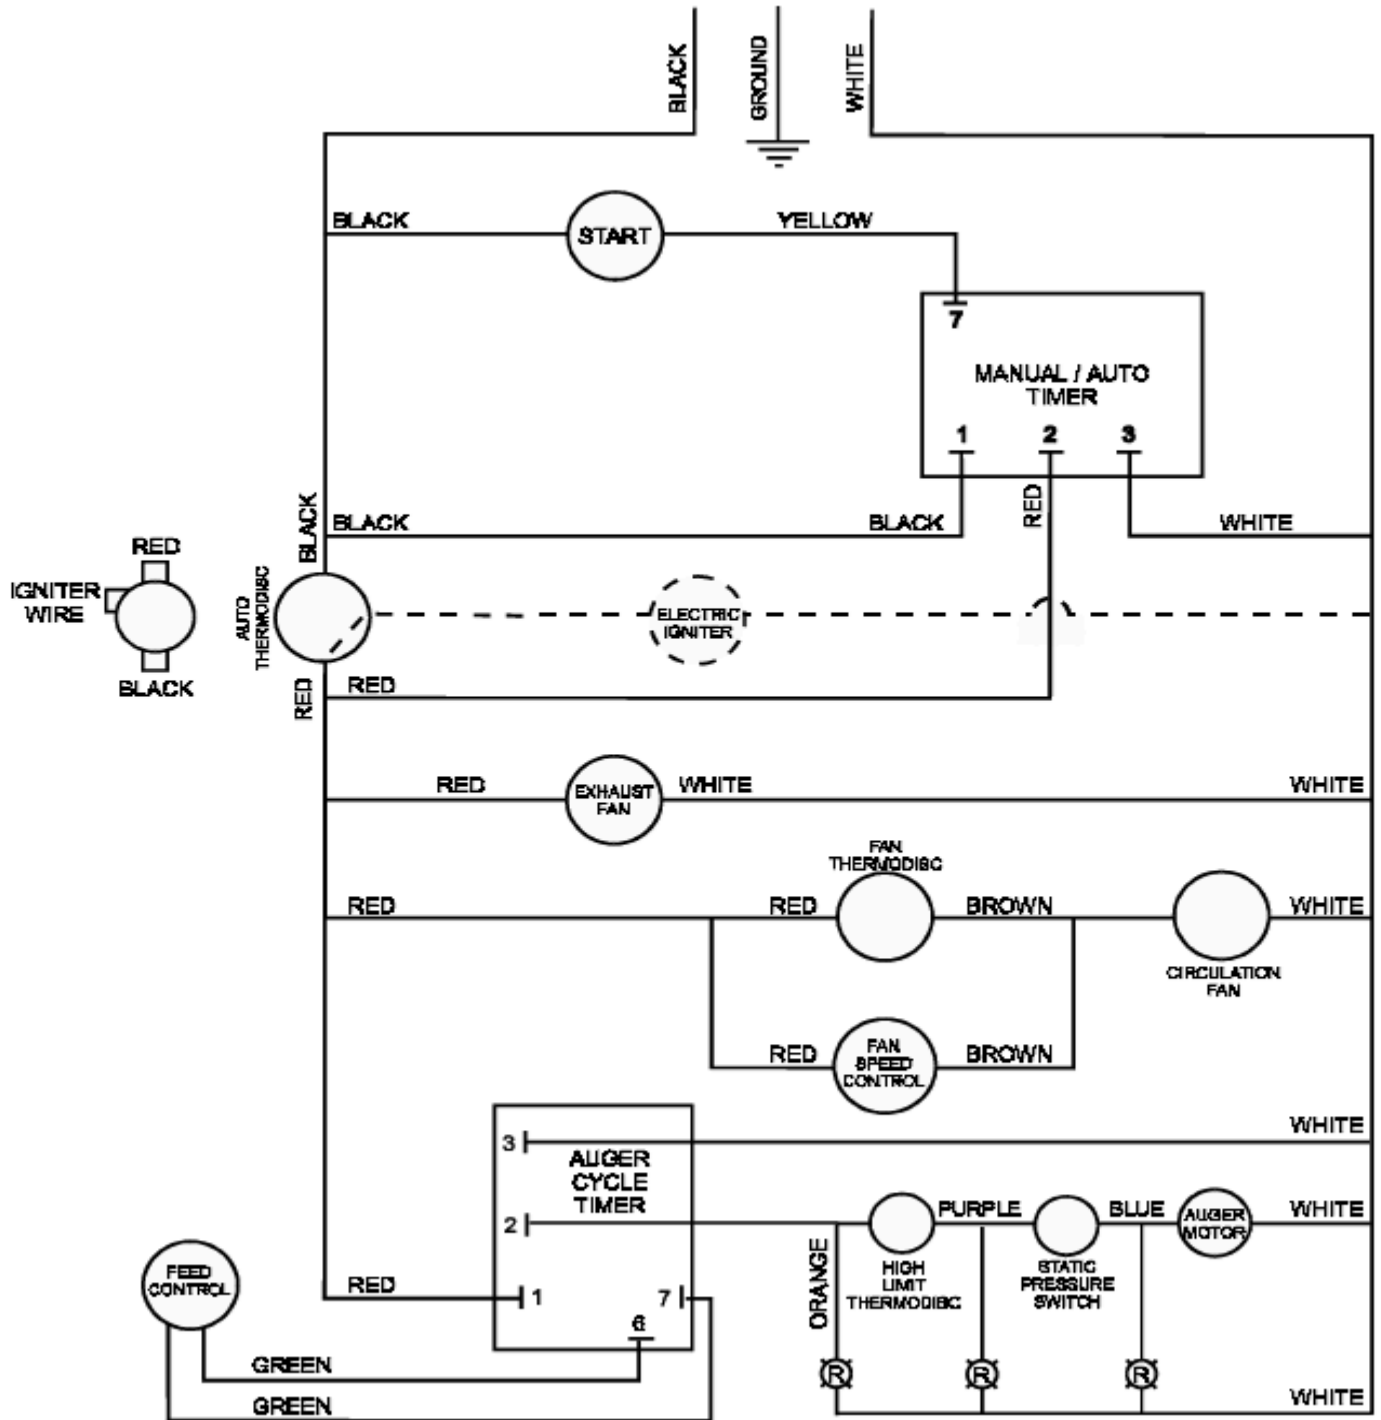 BLACK
GROUND
WHITE
BLACK
START
YELLOW
7
MANUAL / AUTO
TIMER
1
2
3
BLACK
BLACK
BLACK
RED
WHITE
RED
IGNITER
WIRE
BLACK
AUTO
THERMODISC
ELECTRIC
IGNITER
RED
RED
RED
EXHAUST
FAN
WHITE
WHITE
FAN
THERMODISC
RED
RED
BROWN
WHITE
CIRCULATION
FAN
RED
FAN
SPEED
CONTROL
BROWN
WHITE
3
AUGER
CYCLE
TIMER
2
1
7
6
PURPLE
BLUE
AUGER
MOTOR
WHITE
ORANGE
HIGH
LIMIT
THERMODISC
STATIC
PRESSURE
SWITCH
FEED
CONTROL
RED
GREEN
GREEN
R
R
R
WHITE